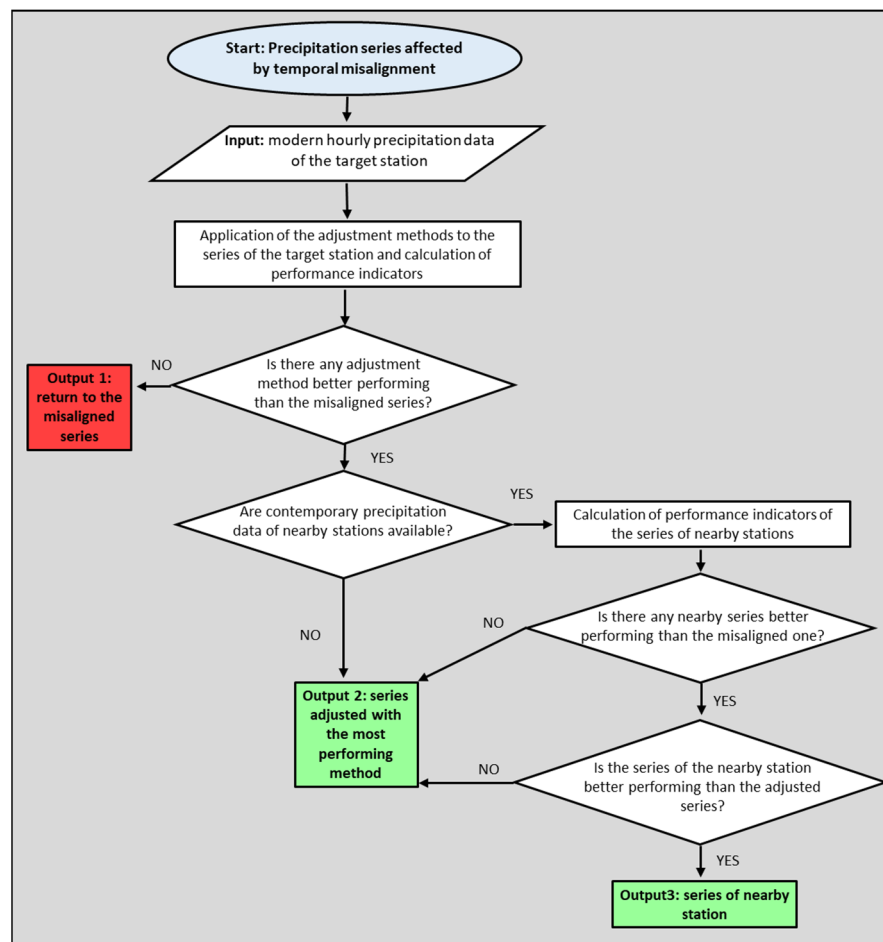 Start: Precipitation series affected
by temporal misalignment
Input: modern hourly precipitation data
of the target station
Application of the adjustment methods to the
series of the target station and calculation of
performance indicators
Is there any adjustment
method better performing
than the misaligned series?
NO
Output 1:
return to the
misaligned
series
YES
Are contemporary precipitation
data of nearby stations available?
YES
Calculation of performance indicators of
the series of nearby stations
NO
Is there any nearby series better
performing than the misaligned one?
NO
YES
Output 2: series
adjusted with
the most
performing
method
Is the series of the nearby station
better performing than the adjusted
series?
NO
YES
Output3: series of nearby
station